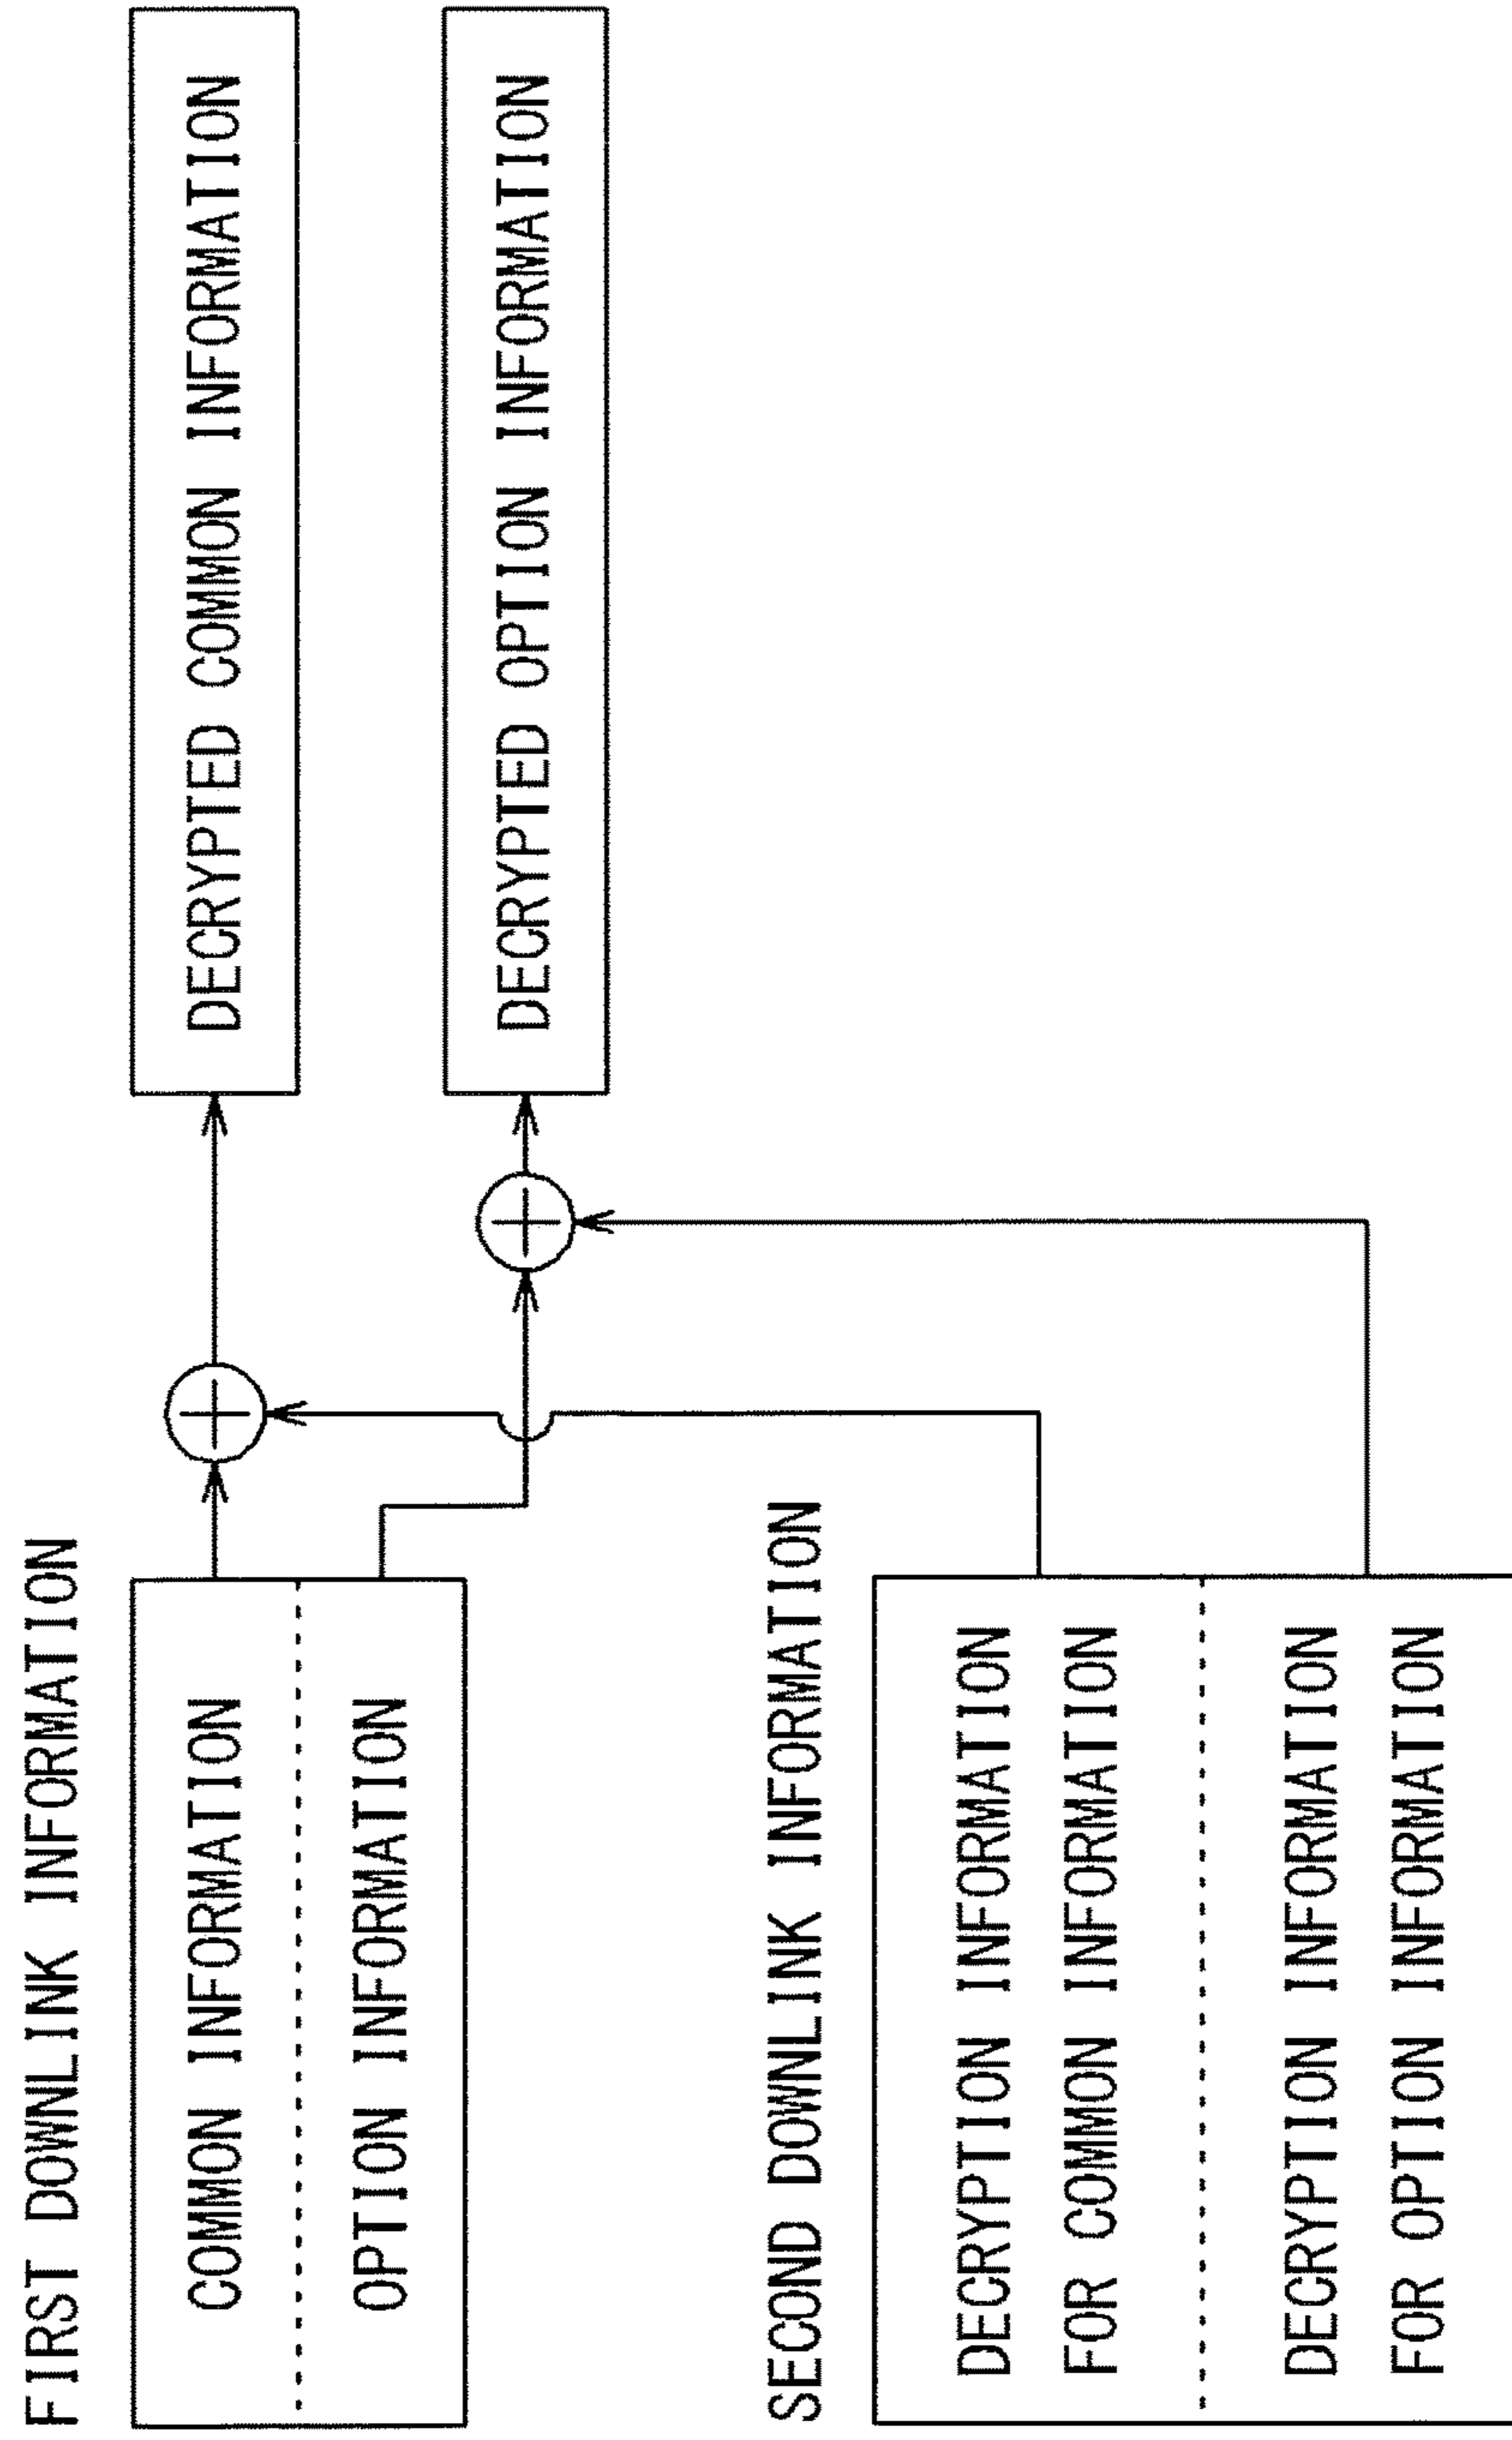 FIRST DOWNLINK INFORMATION
COMMON INFORMATION
OPTION INFORMATION
DECRYPTED COMMON INFORMATION
DECRYPTED OPTION INFORMATION
SECOND DOWNLINK INFORMATION
DECRYPTION INFORMATION
FOR COMMON INFORMATION
DECRYPTION INFORMATION
FOR OPTION INFORMATION